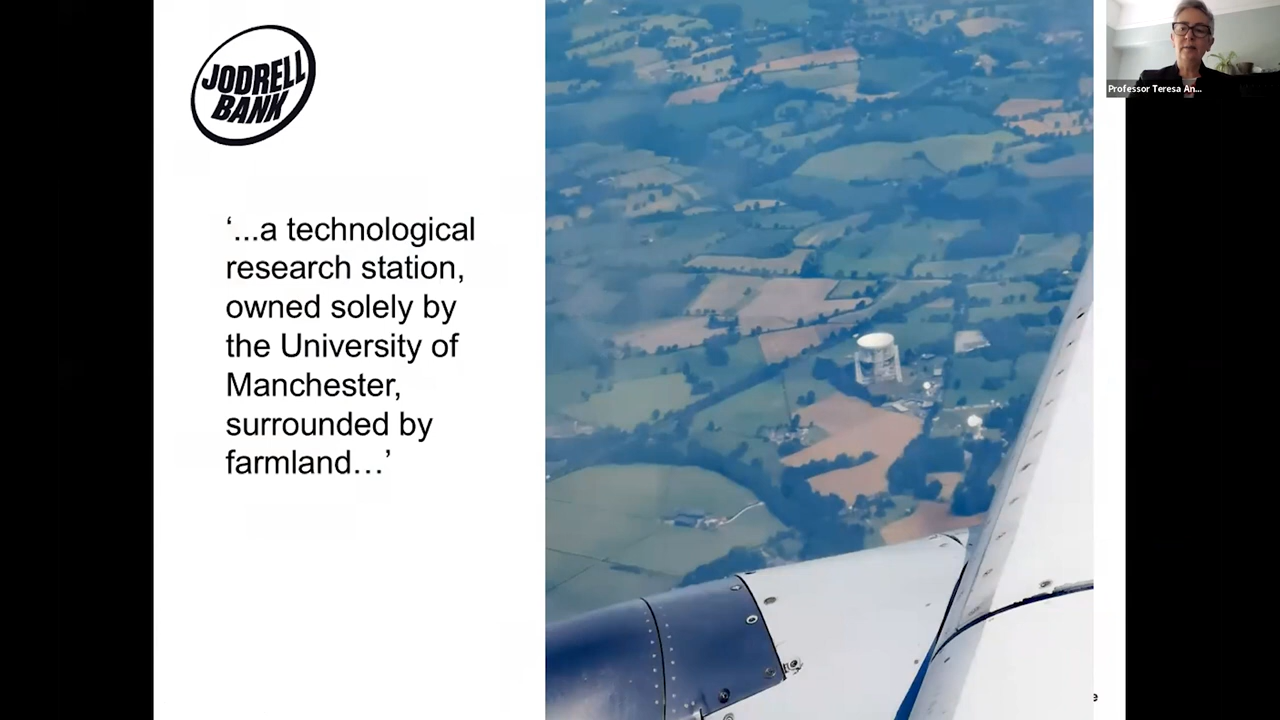 JODRELL
BANK
‘...a technological
research station,
owned solely by
the University of
Manchester,
surrounded by
farmland…’
Professor Teresa An...
e